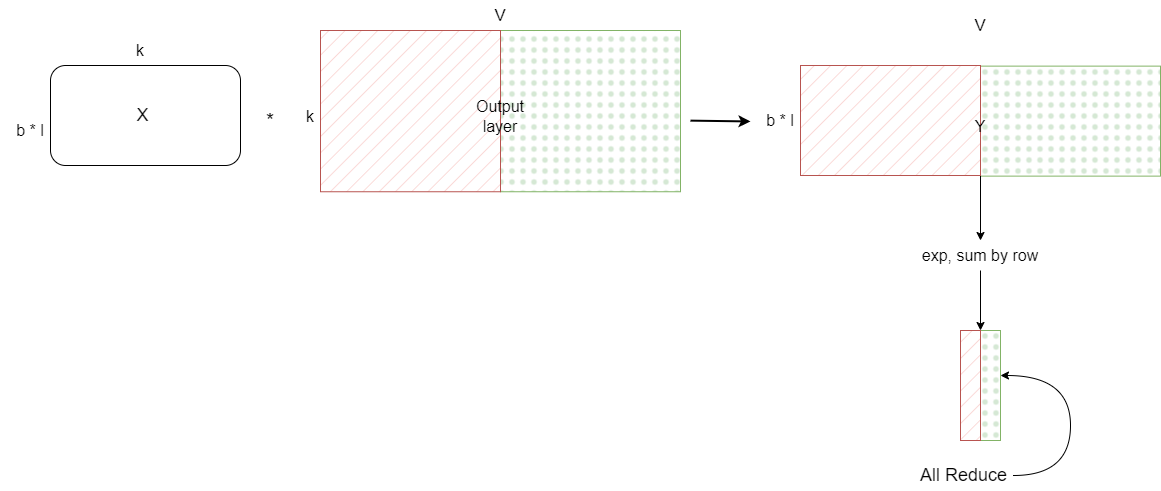 k
b * l
X
*
V
k
Output
layer
V
b * l
Y
exp, sum by row
All Reduce